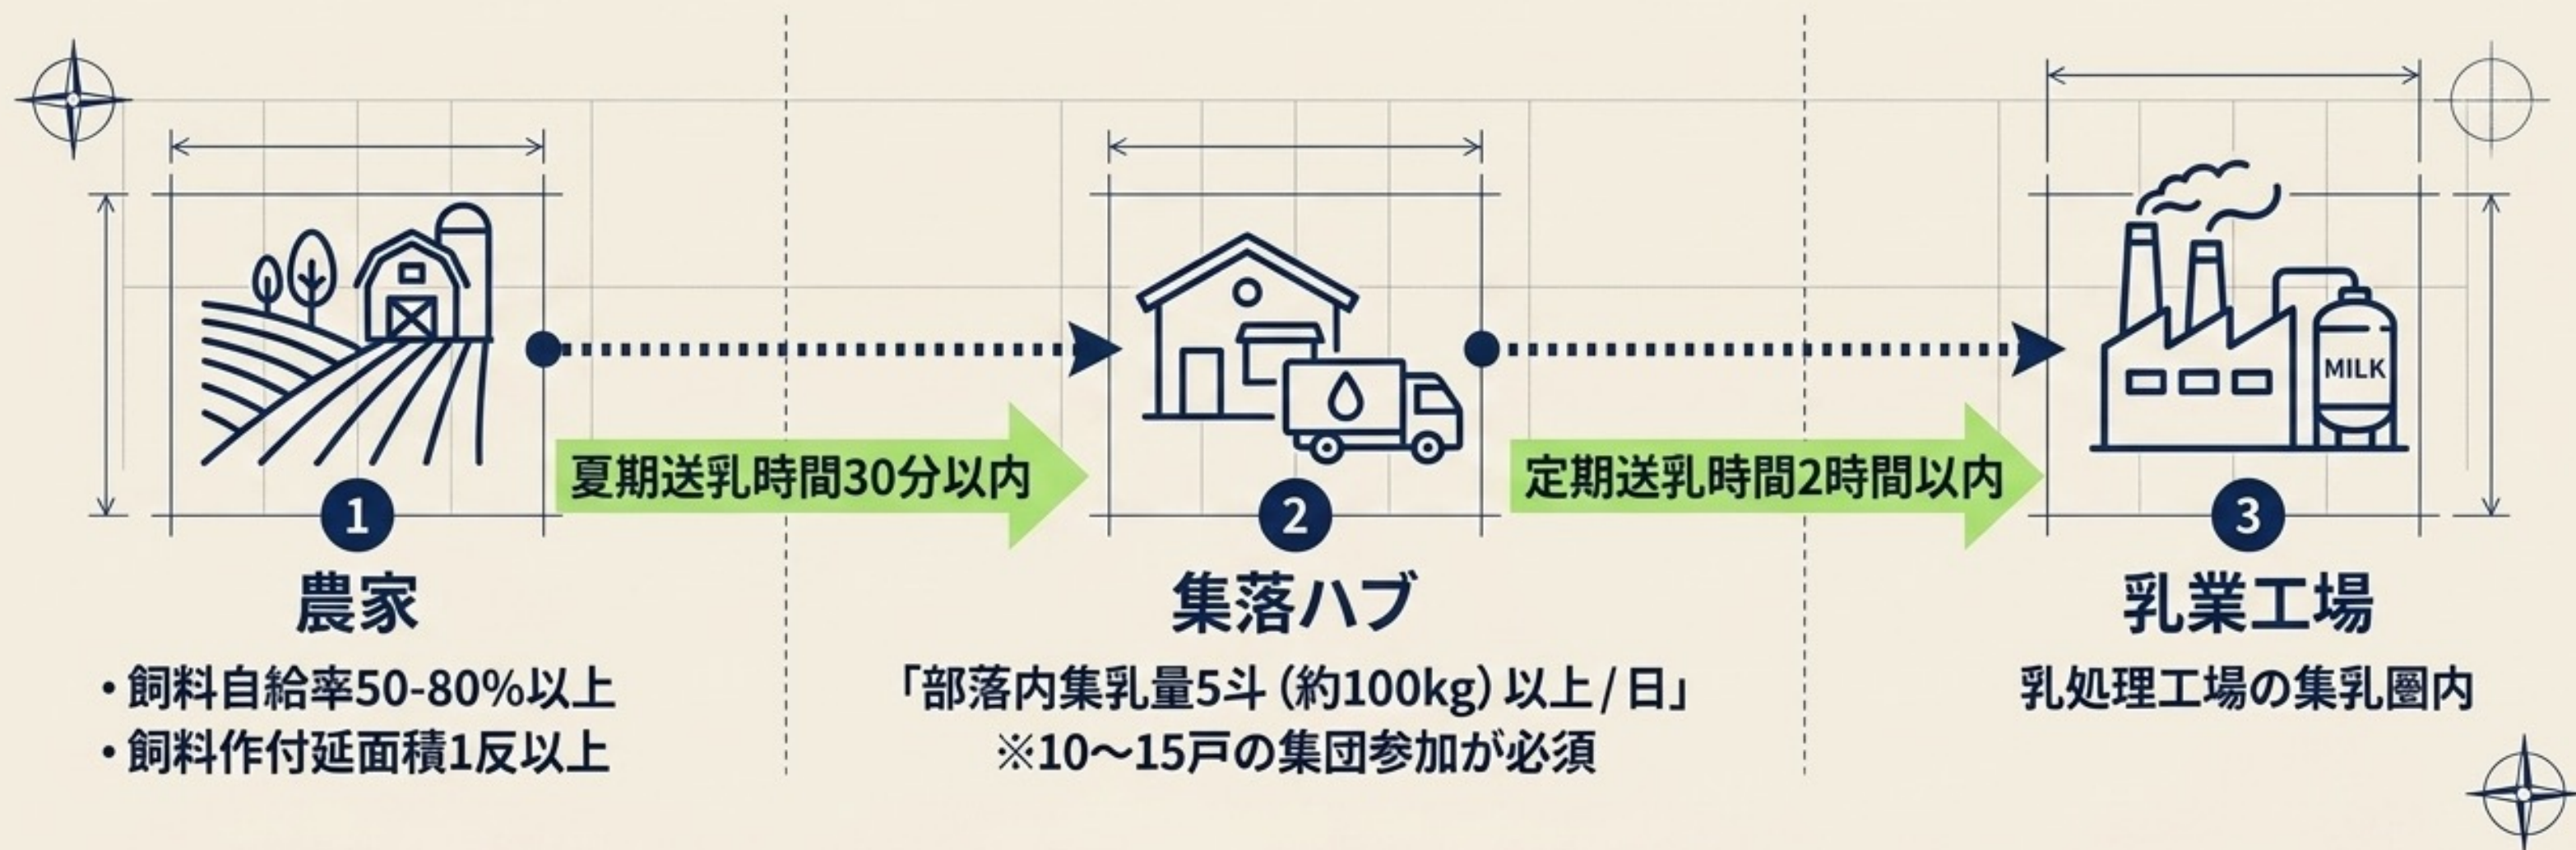 夏期送乳時間30分以内
定期送乳時間2時間以内
MILK
1
2
3
農家
集落ハブ
乳業工場
・飼料自給率50-80%以上
・飼料作付延面積1反以上
「部落内集乳量5斗（約100kg）以上 / 日」
※10〜15戸の集団参加が必須
乳処理工場の集乳圏内